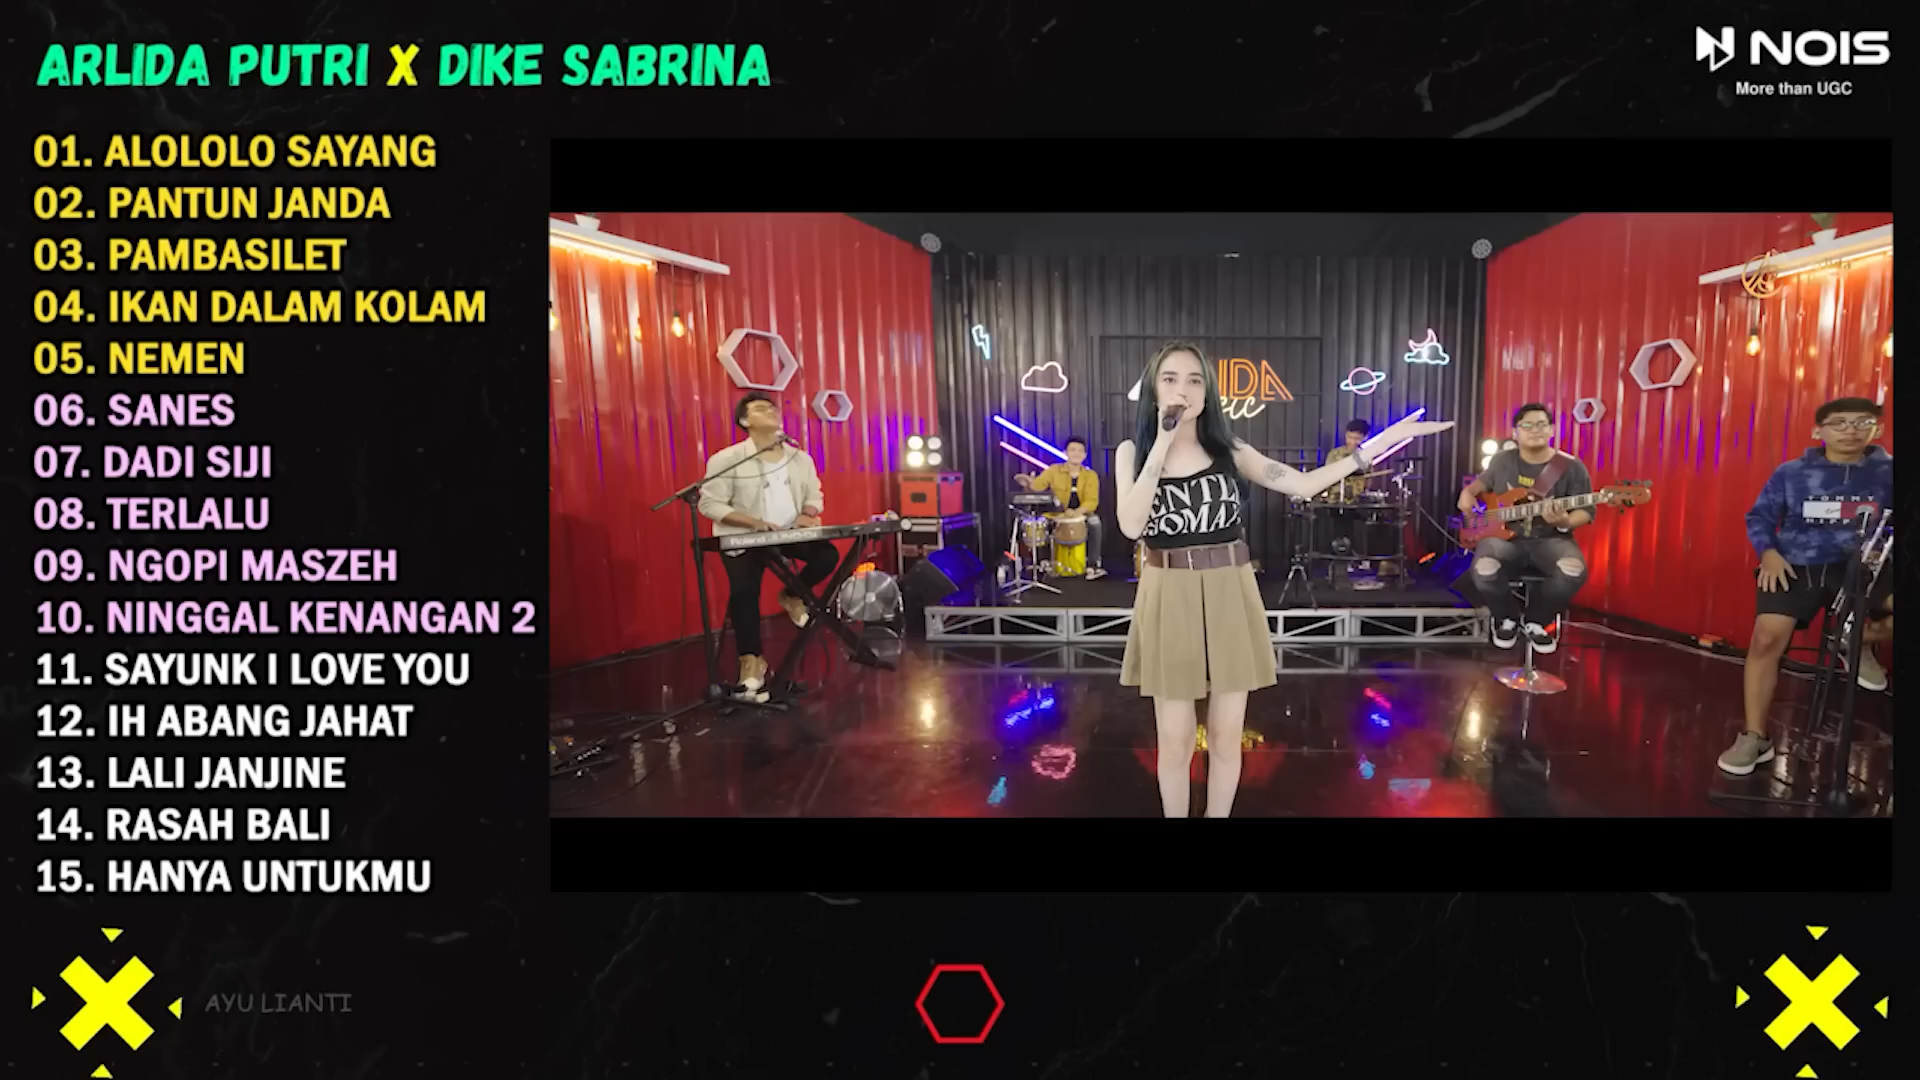 ARLIDA PUTRI X DIKE SABRINA
NOIS
More than UGC
01. ALOLOLO SAYANG
02. PANTUN JANDA
03. PAMBASILET
04. IKAN DALAM KOLAM
05. NEMEN
06. SANES
07. DADI SIJI
08. TERLALU
09. NGOPI MASZEH
10. NINGGAL KENANGAN 2
11. SAYUNK I LOVE YOU
12. IH ABANG JAHAT
13. LALI JANJINE
14. RASAH BALI
15. HANYA UNTUKMU
Roland
TOMMY
AYU LIANTI